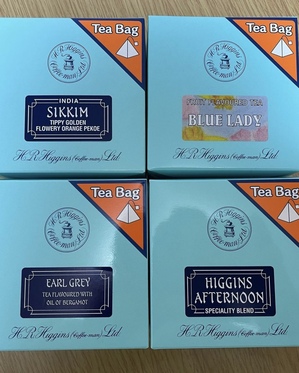 Tea Bag
H.R. Higgins
(Coffee-man) Ltd.
INDIA
SIKKIM
TIPPY GOLDEN
FLOWERY ORANGE PEKOE
H.R.Higgins (Coffee-man) Ltd.
Tea Bag
H.R. Higgins
(Coffee-man) Ltd.
FRUIT FLAVOURED TEA
BLUE LADY
H.R.Higgins (Coffee-man) Ltd.
Tea Bag
H.R. Higgins
(Coffee-man) Ltd.
EARL GREY
TEA FLAVOURED WITH
OIL OF BERGAMOT
H.R.Higgins (Coffee-man) Ltd.
Tea Bag
H.R. Higgins
(Coffee-man) Ltd.
HIGGINS
AFTERNOON
SPECIALITY BLEND
H.R.Higgins (Coffee-man) Ltd.